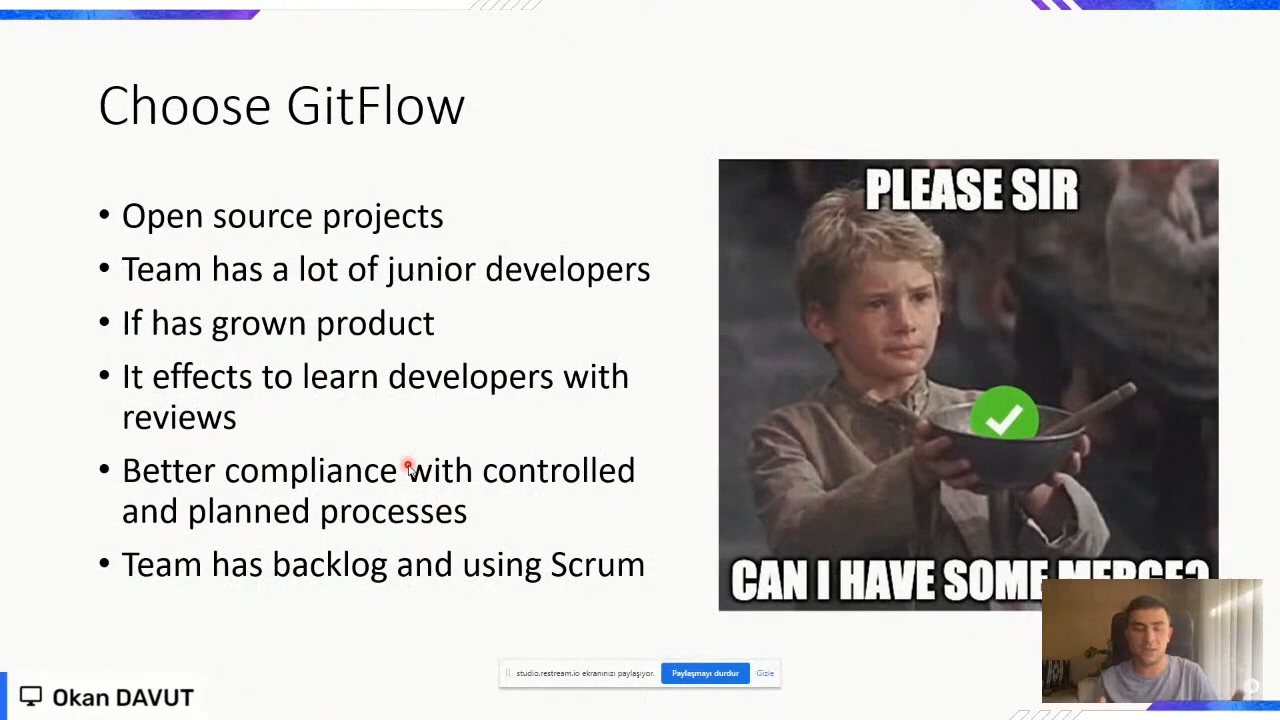 Choose GitFlow
• Open source projects
• Team has a lot of junior developers
• If has grown product
• It effects to learn developers with
reviews
• Better compliance with controlled
and planned processes
• Team has backlog and using Scrum
PLEASE SIR
CAN I HAVE SOME MERGE?
studio.restream.io ekranınızı paylaşıyor.
Paylaşmayı durdur
Gizle
Okan DAVUT